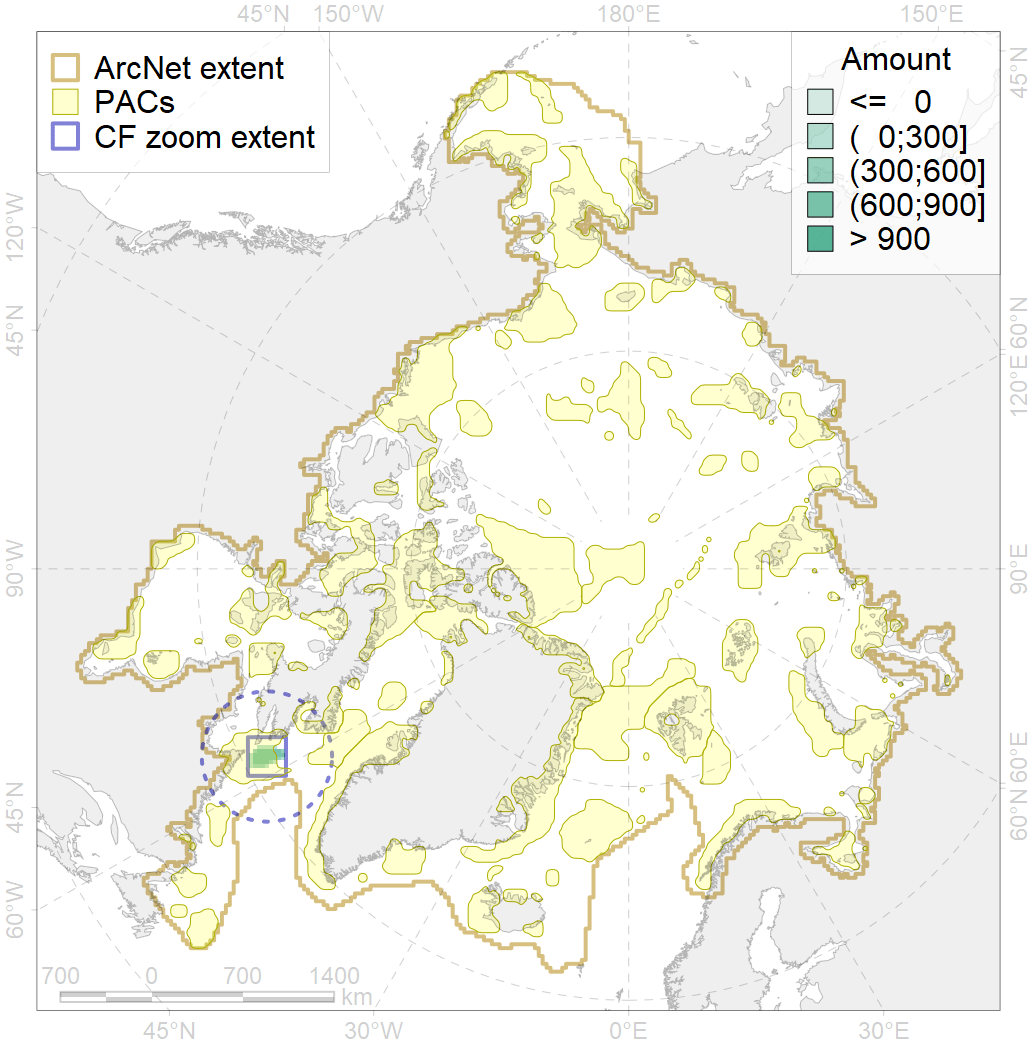 45°N 150°W 180°E 150°E
ArcNet extent
PACs
CF zoom extent
Amount
<= 0
( 0;300]
(300;600]
(600;900]
> 900
45°N
120°W
45°N
60°N
120°E
90°W
90°E
45°N
60°E
60°N
60°W
700 0 700 1400
km
45°N 30°W 0°E 30°E